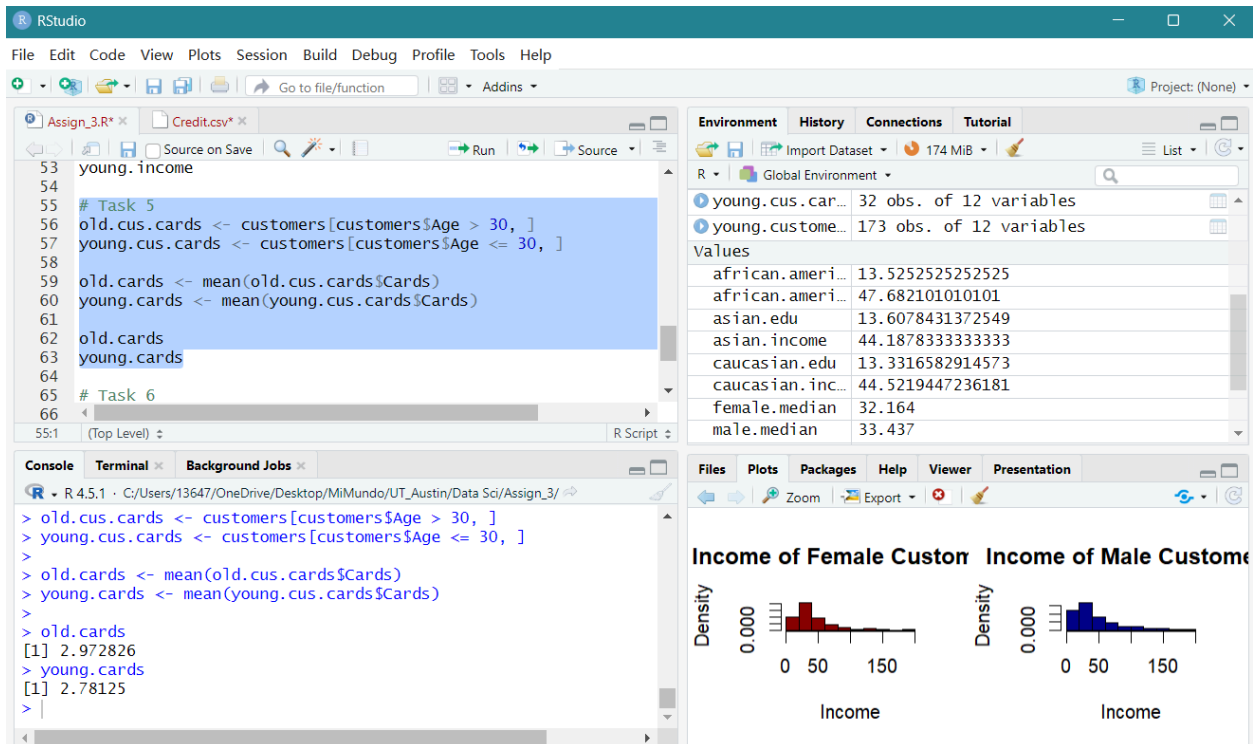 RStudio
File Edit Code View Plots Session Build Debug Profile Tools Help
Go to file/function Addins Project: (None)
Assign_3.R* Credit.csv*
Source on Save Run Source
53 young.income
54
55 # Task 5
56 old.cus.cards <- customers[customers$Age > 30, ]
57 young.cus.cards <- customers[customers$Age <= 30, ]
58
59 old.cards <- mean(old.cus.cards$Cards)
60 young.cards <- mean(young.cus.cards$Cards)
61
62 old.cards
63 young.cards
64
65 # Task 6
66
55:1 (Top Level) R Script
Console Terminal Background Jobs
R 4.5.1 · C:/Users/13647/OneDrive/Desktop/MiMundo/UT_Austin/Data Sci/Assign_3/
> old.cus.cards <- customers[customers$Age > 30, ]
> young.cus.cards <- customers[customers$Age <= 30, ]
>
> old.cards <- mean(old.cus.cards$Cards)
> young.cards <- mean(young.cus.cards$Cards)
>
> old.cards
[1] 2.972826
> young.cards
[1] 2.78125
>
Environment History Connections Tutorial
Import Dataset 174 MiB List
R Global Environment
young.cus.car… 32 obs. of 12 variables
young.custome… 173 obs. of 12 variables
Values
african.ameri… 13.5252525252525
african.ameri… 47.682101010101
asian.edu 13.6078431372549
asian.income 44.1878333333333
caucasian.edu 13.3316582914573
caucasian.inc… 44.5219447236181
female.median 32.164
male.median 33.437
Files Plots Packages Help Viewer Presentation
Zoom Export
Income of Female Custom
Density
0.000
0 50 150
Income
Income of Male Custome
Density
0.000
0 50 150
Income